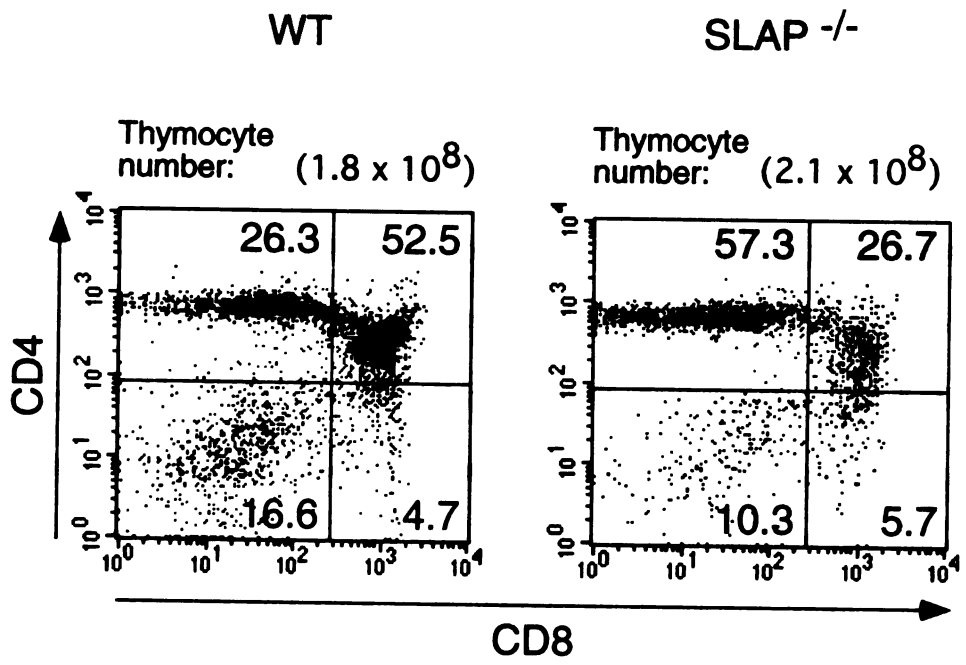 WT
SLAP -/-
Thymocyte
number: (1.8 x 10⁸)
Thymocyte
number: (2.1 x 10⁸)
CD4
10⁴
10³
10²
10¹
10⁰
26.3 52.5
16.6 4.7
10⁰ 10¹ 10² 10³ 10⁴
10⁴
10³
10²
10¹
10⁰
57.3 26.7
10.3 5.7
10⁰ 10¹ 10² 10³ 10⁴
CD8